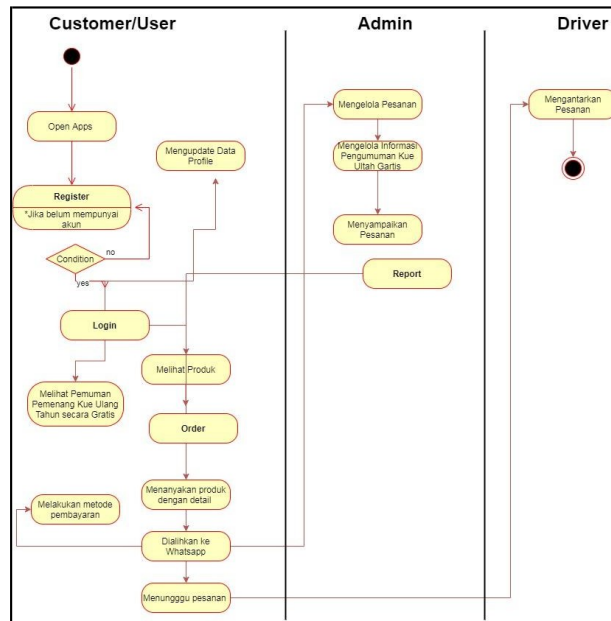 Customer/User
Admin
Driver
Open Apps
Register
*Jika belum mempunyai
akun
Condition
no
yes
Login
Mengupdate Data
Profile
Melihat Pemuman
Pemenang Kue Ulang
Tahun secara Gratis
Melihat Produk
Order
Menanyakan produk
dengan detail
Melakukan metode
pembayaran
Dialihkan ke
Whatsapp
Menungggu pesanan
Mengelola Pesanan
Mengelola Informasi
Pengumuman Kue
Ultah Gartis
Menyampaikan
Pesanan
Report
Mengantarkan
Pesanan